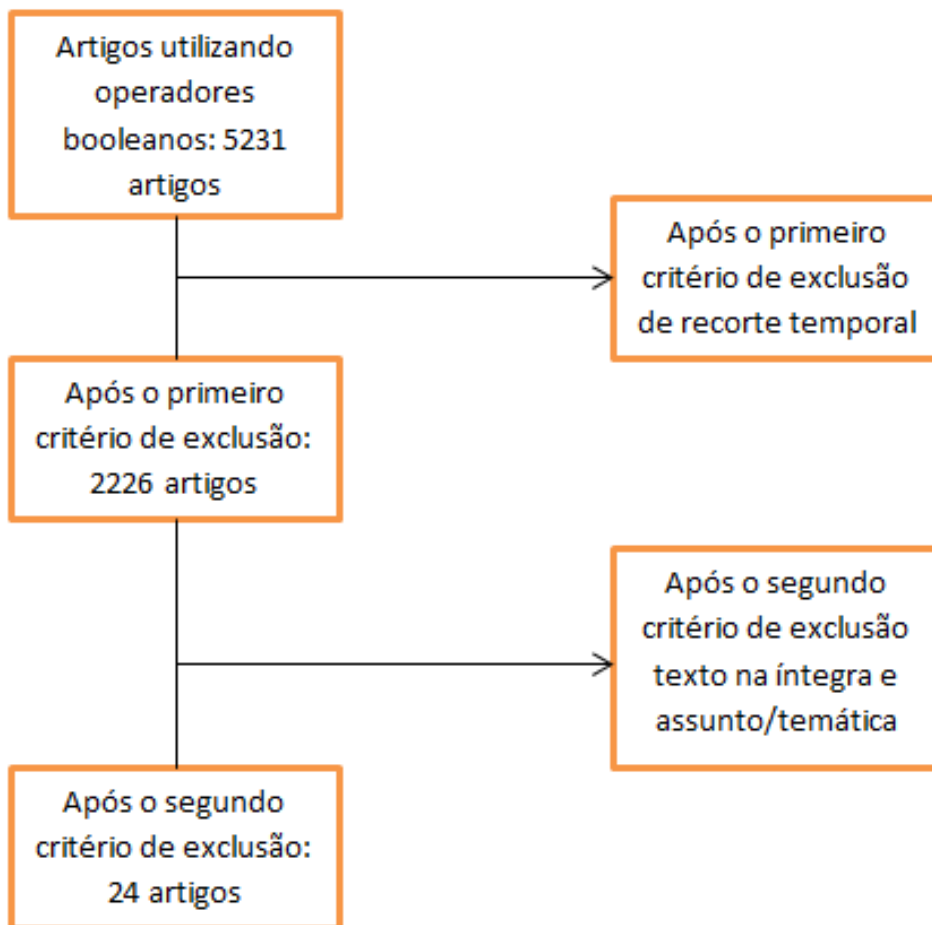 Artigos utilizando
operadores
booleanos: 5231
artigos
Após o primeiro
critério de exclusão
de recorte temporal
Após o primeiro
critério de exclusão:
2226 artigos
Após o segundo
critério de exclusão
texto na íntegra e
assunto/temática
Após o segundo
critério de exclusão:
24 artigos